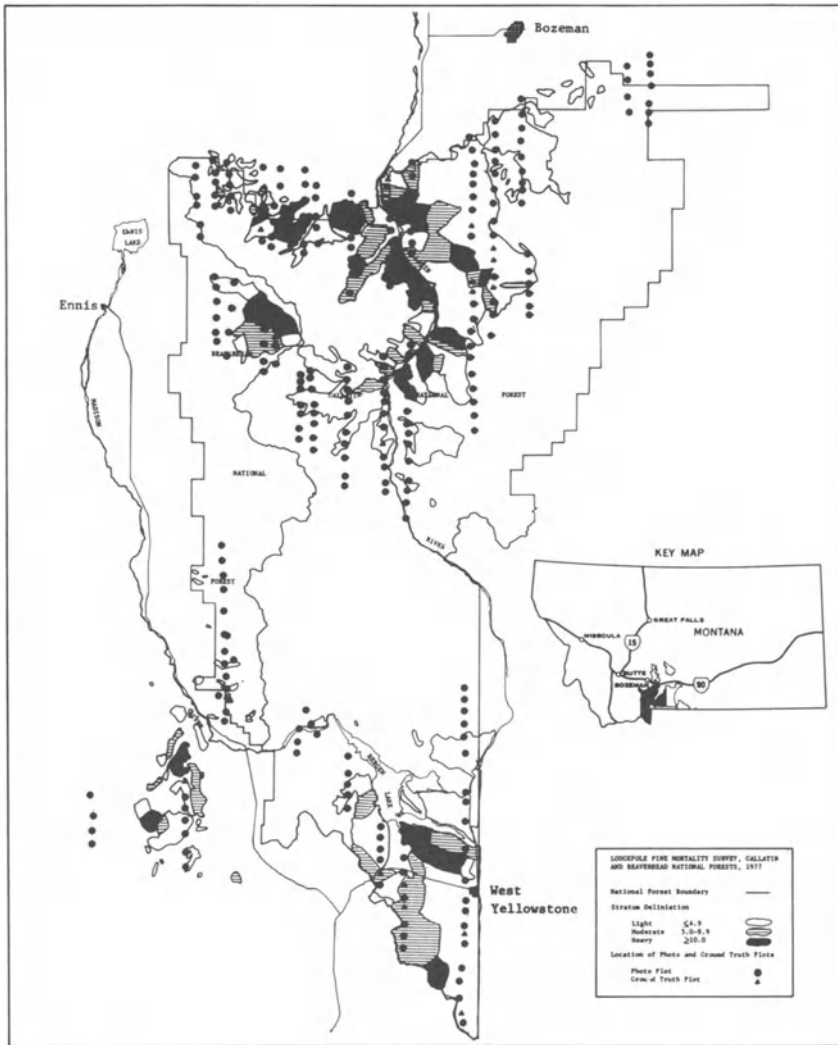 Bozeman
ENNIS
LAKE
Ennis
MADISON
GALLATIN
NATIONAL
FOREST
NATIONAL
FOREST
RIVER
HEBGEN
LAKE
West
Yellowstone
KEY MAP
GREAT FALLS
MISSOULA
MONTANA
15
BUTTE
BOZEMAN
90
LODGEPOLE PINE MORTALITY SURVEY, GALLATIN
AND BEAVERHEAD NATIONAL FORESTS, 1977
National Forest Boundary
Stratum Deliniation
Light ≤4.9
Moderate 5.0-9.9
Heavy ≥10.0
Location of Photo and Ground Truth Plots
Photo Plot
Ground Truth Plot